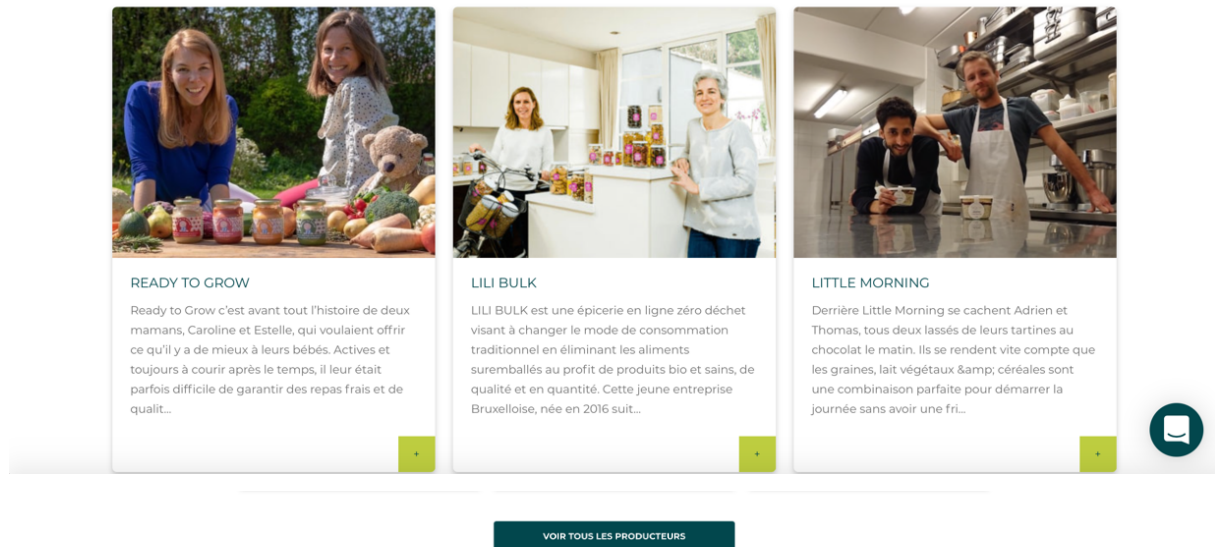 READY TO GROW
Ready to Grow c’est avant tout l’histoire de deux
mamans, Caroline et Estelle, qui voulaient offrir
ce qu’il y a de mieux à leurs bébés. Actives et
toujours à courir après le temps, il leur était
parfois difficile de garantir des repas frais et de
qualit...
+
LILI BULK
LILI BULK est une épicerie en ligne zéro déchet
visant à changer le mode de consommation
traditionnel en éliminant les aliments
suremballés au profit de produits bio et sains, de
qualité et en quantité. Cette jeune entreprise
Bruxelloise, née en 2016 suit...
+
LITTLE MORNING
Derrière Little Morning se cachent Adrien et
Thomas, tous deux lassés de leurs tartines au
chocolat le matin. Ils se rendent vite compte que
les graines, lait végétaux &amp; céréales sont
une combinaison parfaite pour démarrer la
journée sans avoir une fri...
+
VOIR TOUS LES PRODUCTEURS